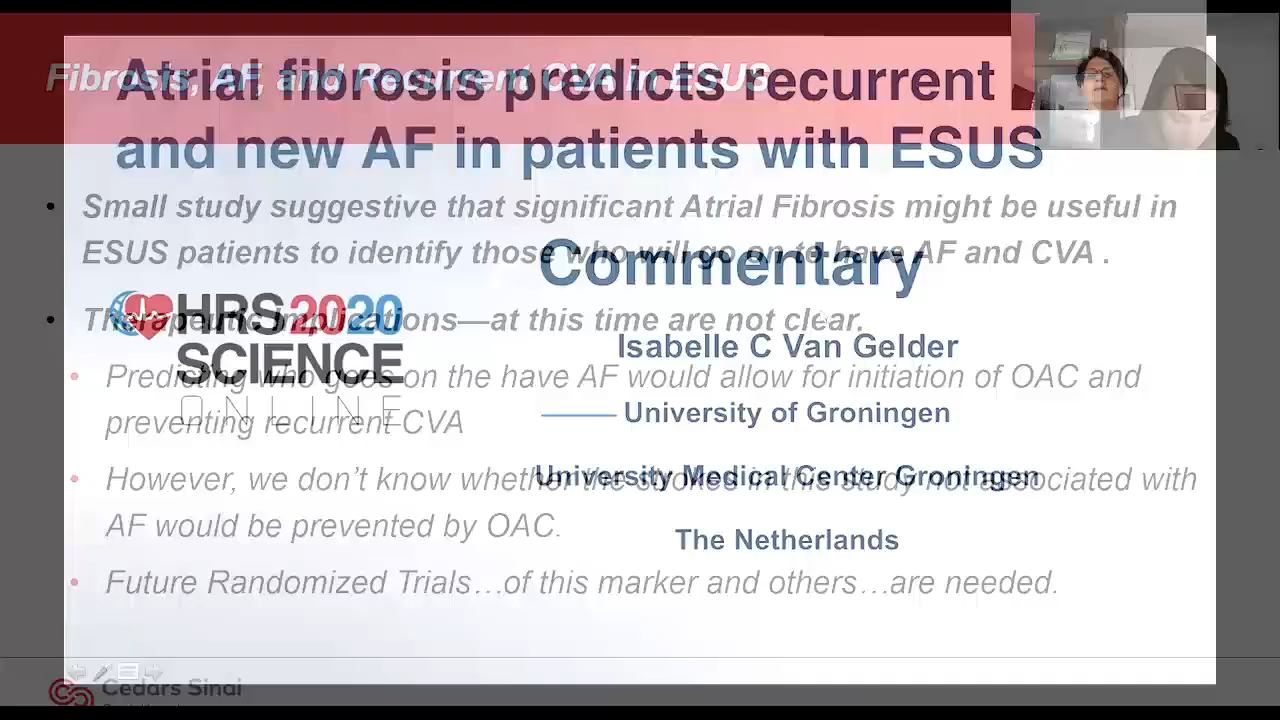 Fibrosis, AF, and Recurrent CVA in ESUS
Atrial fibrosis predicts recurrent
and new AF in patients with ESUS
• Small study suggestive that significant Atrial Fibrosis might be useful in
ESUS patients to identify those who will go on to have AF and CVA .
Commentary
HRS2020
SCIENCE
ONLINE
• Therapeutic Implications—at this time are not clear.
Isabelle C Van Gelder
• Predicting who goes on the have AF would allow for initiation of OAC and
preventing recurrent CVA
University of Groningen
University Medical Center Groningen
• However, we don’t know whether the strokes in this study not associated with
AF would be prevented by OAC.
The Netherlands
• Future Randomized Trials…of this marker and others…are needed.
Cedars Sinai